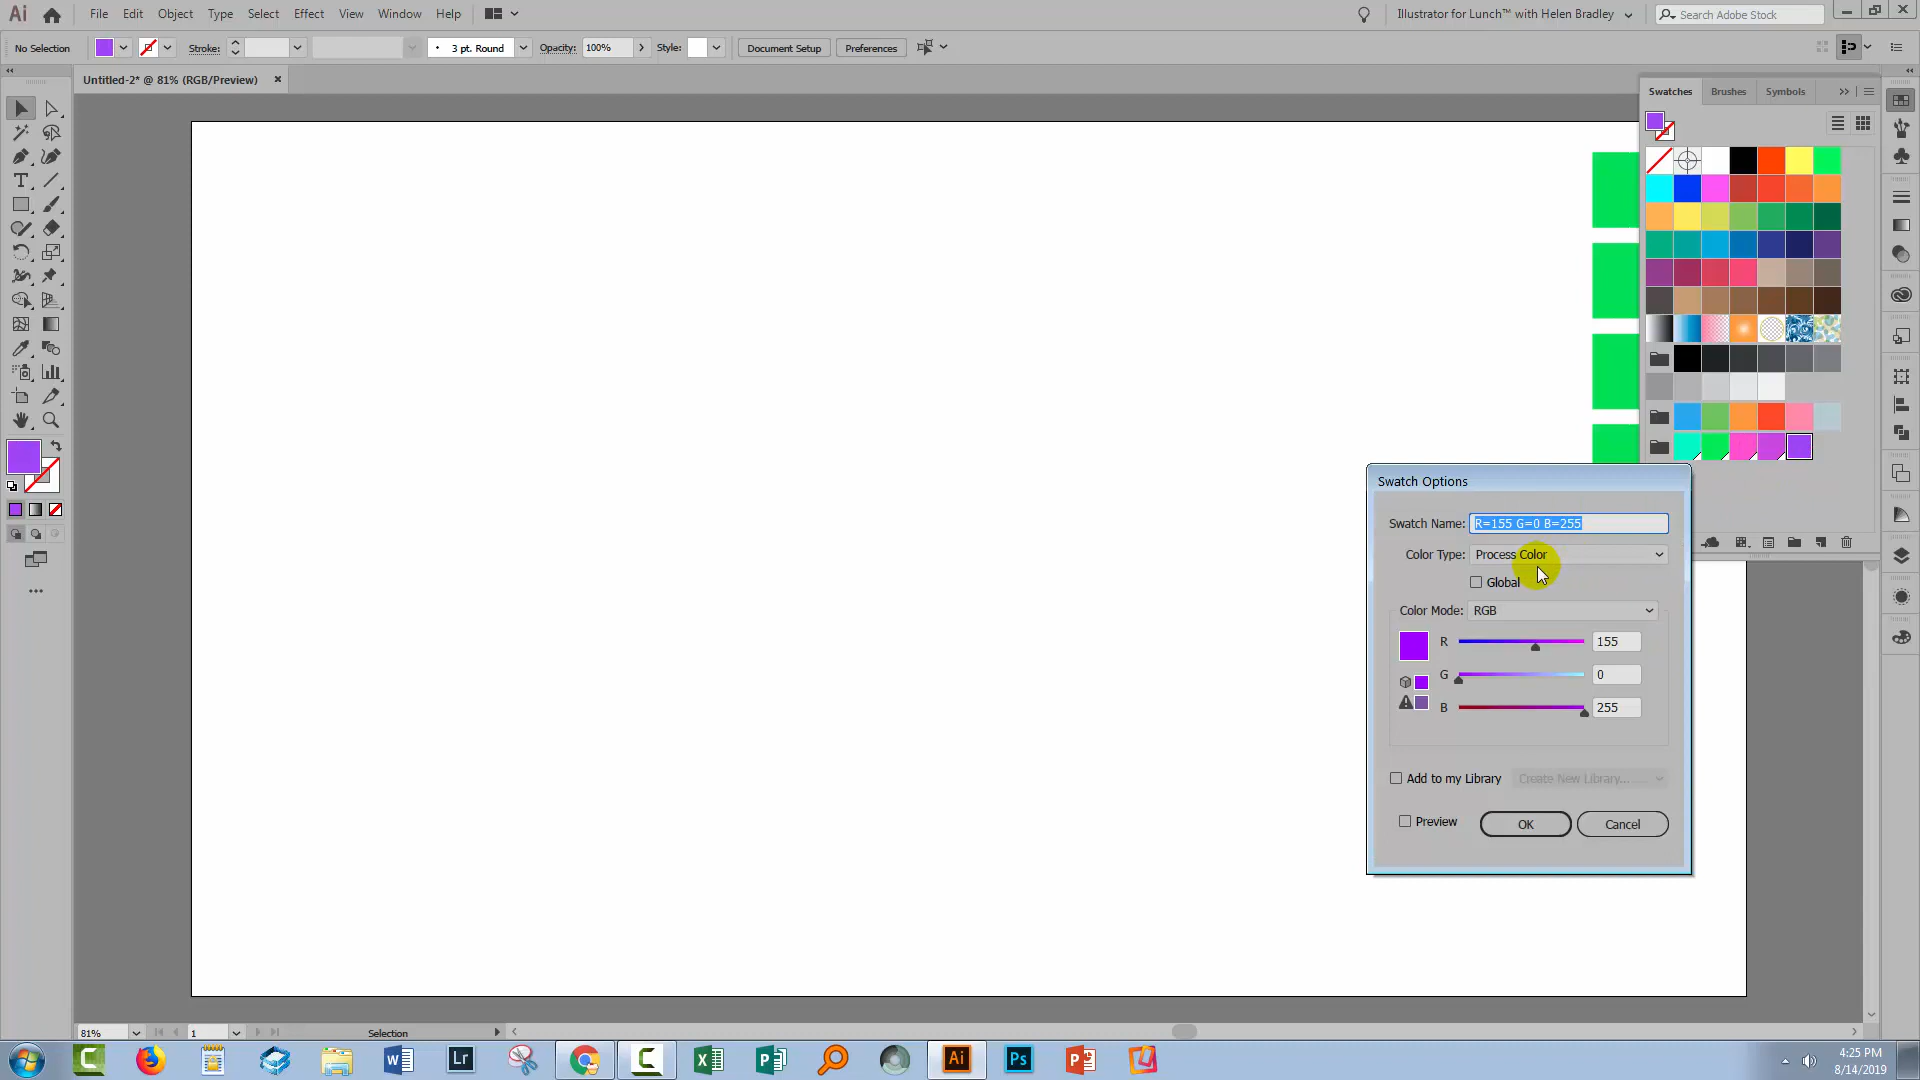 Ai File Edit Object Type Select Effect View Window Help Illustrator for Lunch™ with Helen Bradley Search Adobe Stock
No Selection Stroke: 3 pt. Round Opacity: 100% Style: Document Setup Preferences
Untitled-2* @ 81% (RGB/Preview)
Swatches Brushes Symbols
Swatch Options
Swatch Name: R=155 G=0 B=255
Color Type: Process Color
Global
Color Mode: RGB
R 155
G 0
B 255
Add to my Library Create New Library...
Preview OK Cancel
81% 1 Selection
Lr Ai Ps
4:25 PM
8/14/2019